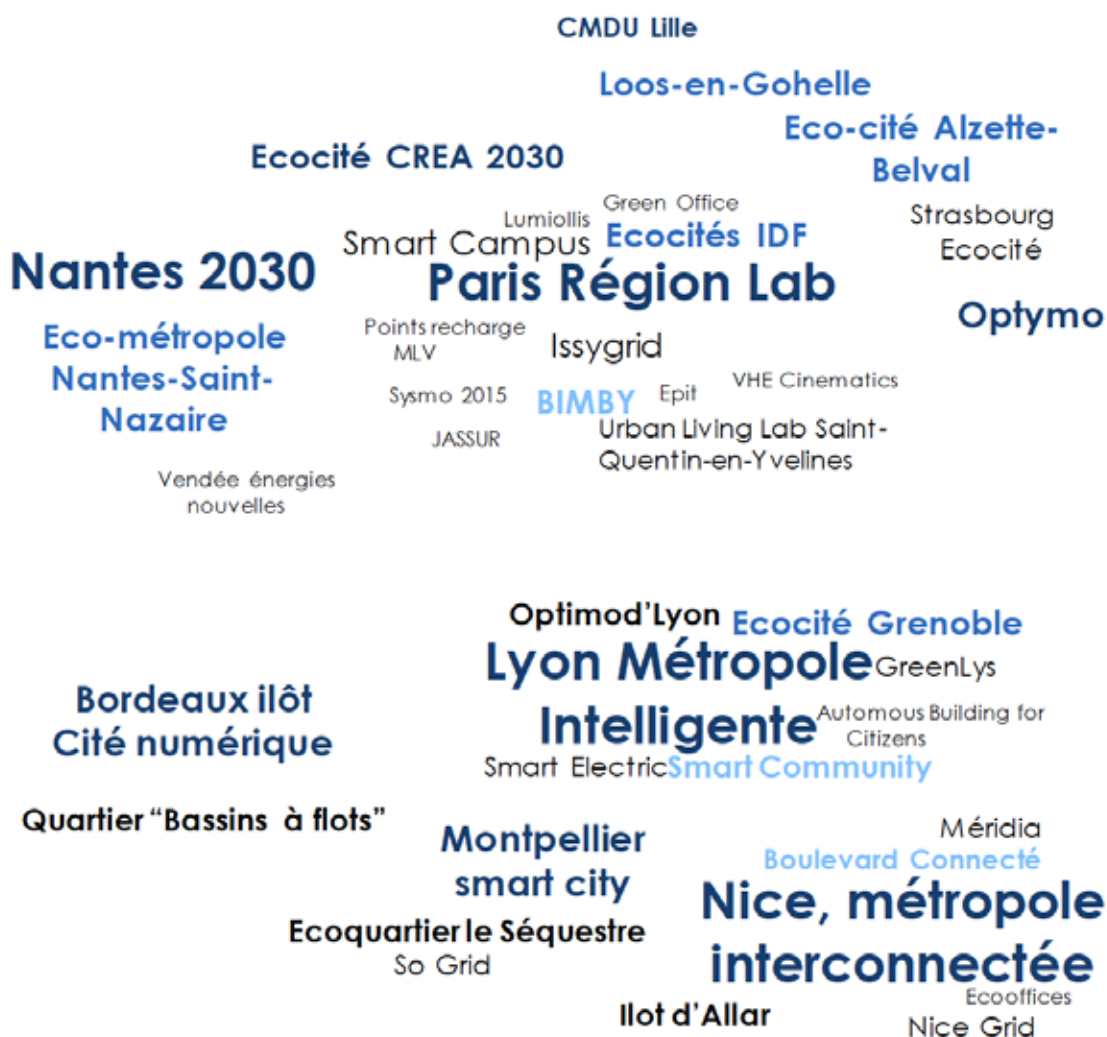 CMDU Lille
Loos-en-Gohelle
Eco-cité Alzette-
Belval
Ecocité CREA 2030
Green Office
Lumiollis
Strasbourg
Ecocité
Smart Campus
Ecocités IDF
Nantes 2030
Paris Région Lab
Optymo
Eco-métropole
Nantes-Saint-
Nazaire
Points recharge
MLV
Issygrid
VHE Cinematics
Sysmo 2015
BIMBY
Epit
JASSUR
Urban Living Lab Saint-
Quentin-en-Yvelines
Vendée énergies
nouvelles
Optimod'Lyon
Ecocité Grenoble
Lyon Métropole
GreenLys
Intelligente
Automous Building for
Citizens
Bordeaux ilôt
Cité numérique
Smart Electric
Smart Community
Quartier “Bassins à flots”
Montpellier
smart city
Méridia
Boulevard Connecté
Nice, métropole
interconnectée
Ecoquartier le Séquestre
So Grid
Ecooffices
Ilot d'Allar
Nice Grid